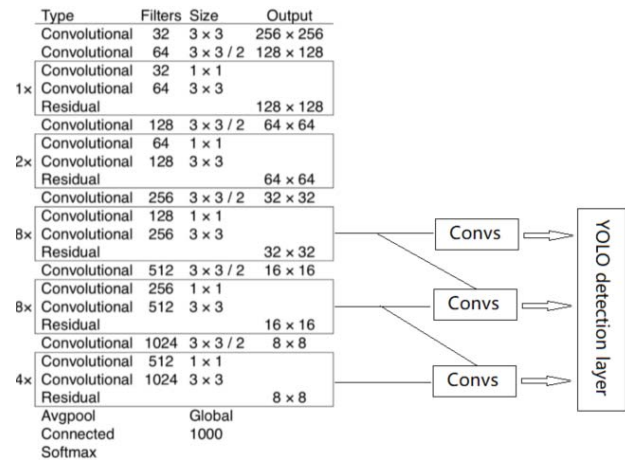 Type Filters Size Output
Convolutional 32 3 × 3 256 × 256
Convolutional 64 3 × 3 / 2 128 × 128
Convolutional 32 1 × 1
1× Convolutional 64 3 × 3
Residual 128 × 128
Convolutional 128 3 × 3 / 2 64 × 64
Convolutional 64 1 × 1
2× Convolutional 128 3 × 3
Residual 64 × 64
Convolutional 256 3 × 3 / 2 32 × 32
Convolutional 128 1 × 1
8× Convolutional 256 3 × 3
Residual 32 × 32
Convolutional 512 3 × 3 / 2 16 × 16
Convolutional 256 1 × 1
8× Convolutional 512 3 × 3
Residual 16 × 16
Convolutional 1024 3 × 3 / 2 8 × 8
Convolutional 512 1 × 1
4× Convolutional 1024 3 × 3
Residual 8 × 8
Avgpool Global
Connected 1000
Softmax
Convs
Convs
Convs
YOLO detection layer